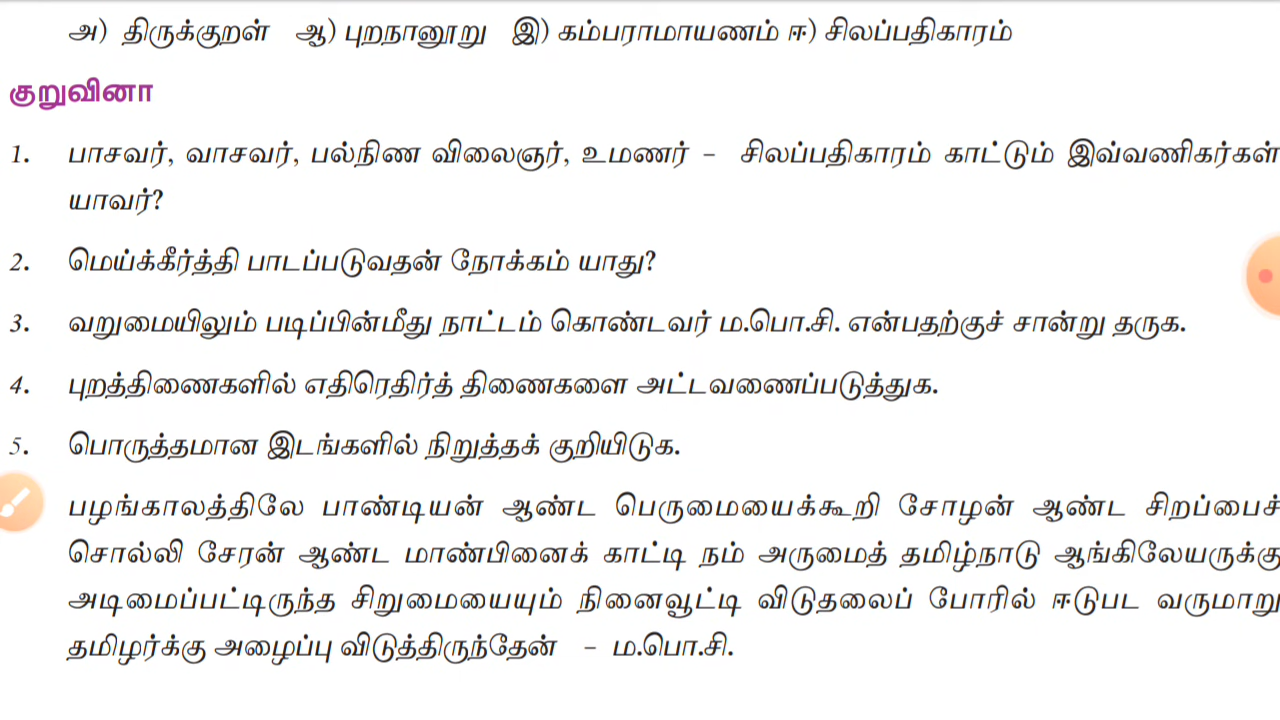 அ) திருக்குறள் ஆ) புறநானூறு இ) கம்பராமாயணம் ஈ) சிலப்பதிகாரம்
குறுவினா
1. பாசவர், வாசவர், பல்நிண விலைஞர், உமணர் – சிலப்பதிகாரம் காட்டும் இவ்வணிகர்கள்
யாவர்?
2. மெய்க்கீர்த்தி பாடப்படுவதன் நோக்கம் யாது?
3. வறுமையிலும் படிப்பின்மீது நாட்டம் கொண்டவர் ம.பொ.சி. என்பதற்குச் சான்று தருக.
4. புறத்திணைகளில் எதிரெதிர்த் திணைகளை அட்டவணைப்படுத்துக.
5. பொருத்தமான இடங்களில் நிறுத்தக் குறியிடுக.
பழங்காலத்திலே பாண்டியன் ஆண்ட பெருமையைக்கூறி சோழன் ஆண்ட சிறப்பைச்
சொல்லி சேரன் ஆண்ட மாண்பினைக் காட்டி நம் அருமைத் தமிழ்நாடு ஆங்கிலேயருக்கு
அடிமைப்பட்டிருந்த சிறுமையையும் நினைவூட்டி விடுதலைப் போரில் ஈடுபட வருமாறு
தமிழர்க்கு அழைப்பு விடுத்திருந்தேன் – ம.பொ.சி.